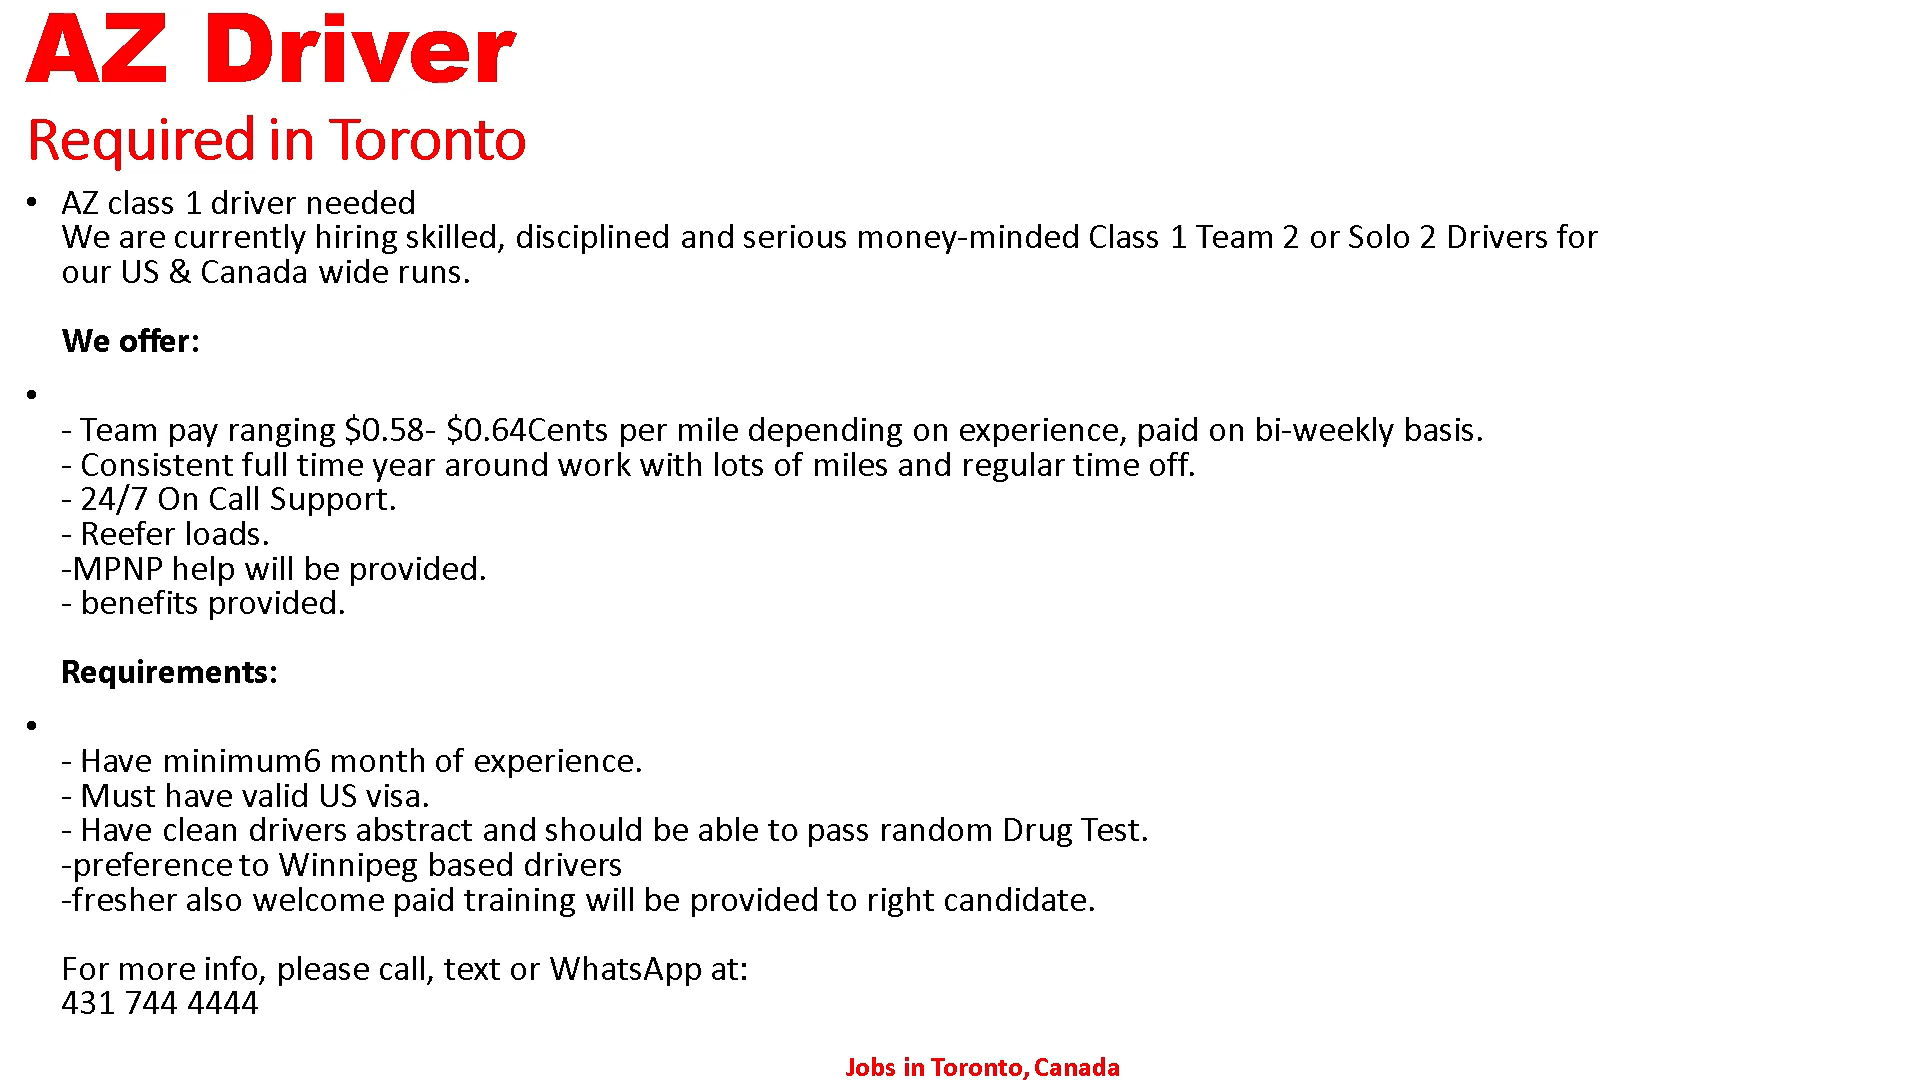 AZ Driver
Required in Toronto
• AZ class 1 driver needed
We are currently hiring skilled, disciplined and serious money-minded Class 1 Team 2 or Solo 2 Drivers for
our US & Canada wide runs.
We offer:
•
- Team pay ranging $0.58- $0.64Cents per mile depending on experience, paid on bi-weekly basis.
- Consistent full time year around work with lots of miles and regular time off.
- 24/7 On Call Support.
- Reefer loads.
-MPNP help will be provided.
- benefits provided.
Requirements:
•
- Have minimum6 month of experience.
- Must have valid US visa.
- Have clean drivers abstract and should be able to pass random Drug Test.
-preference to Winnipeg based drivers
-fresher also welcome paid training will be provided to right candidate.
For more info, please call, text or WhatsApp at:
431 744 4444
Jobs in Toronto, Canada